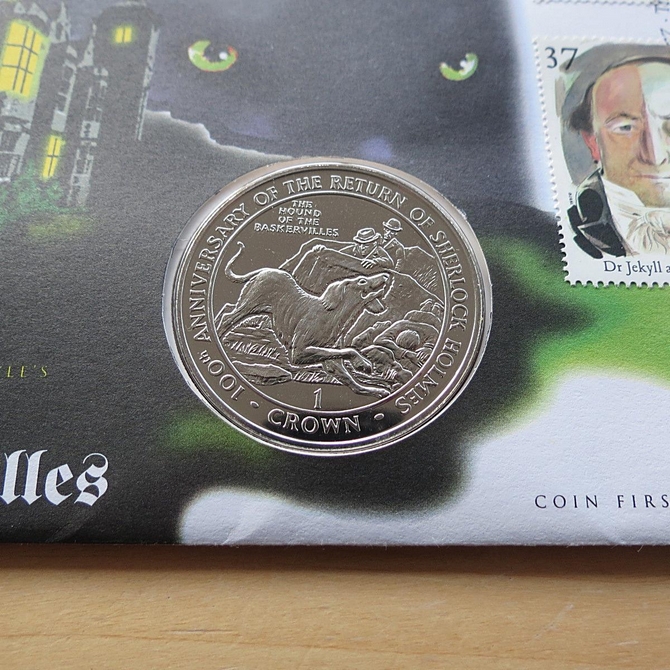 37
Dr Jekyll a
100th ANNIVERSARY OF THE RETURN OF SHERLOCK HOLMES
THE
HOUND
OF THE
BASKERVILLES
1
CROWN
LE'S
lles
COIN FIRS